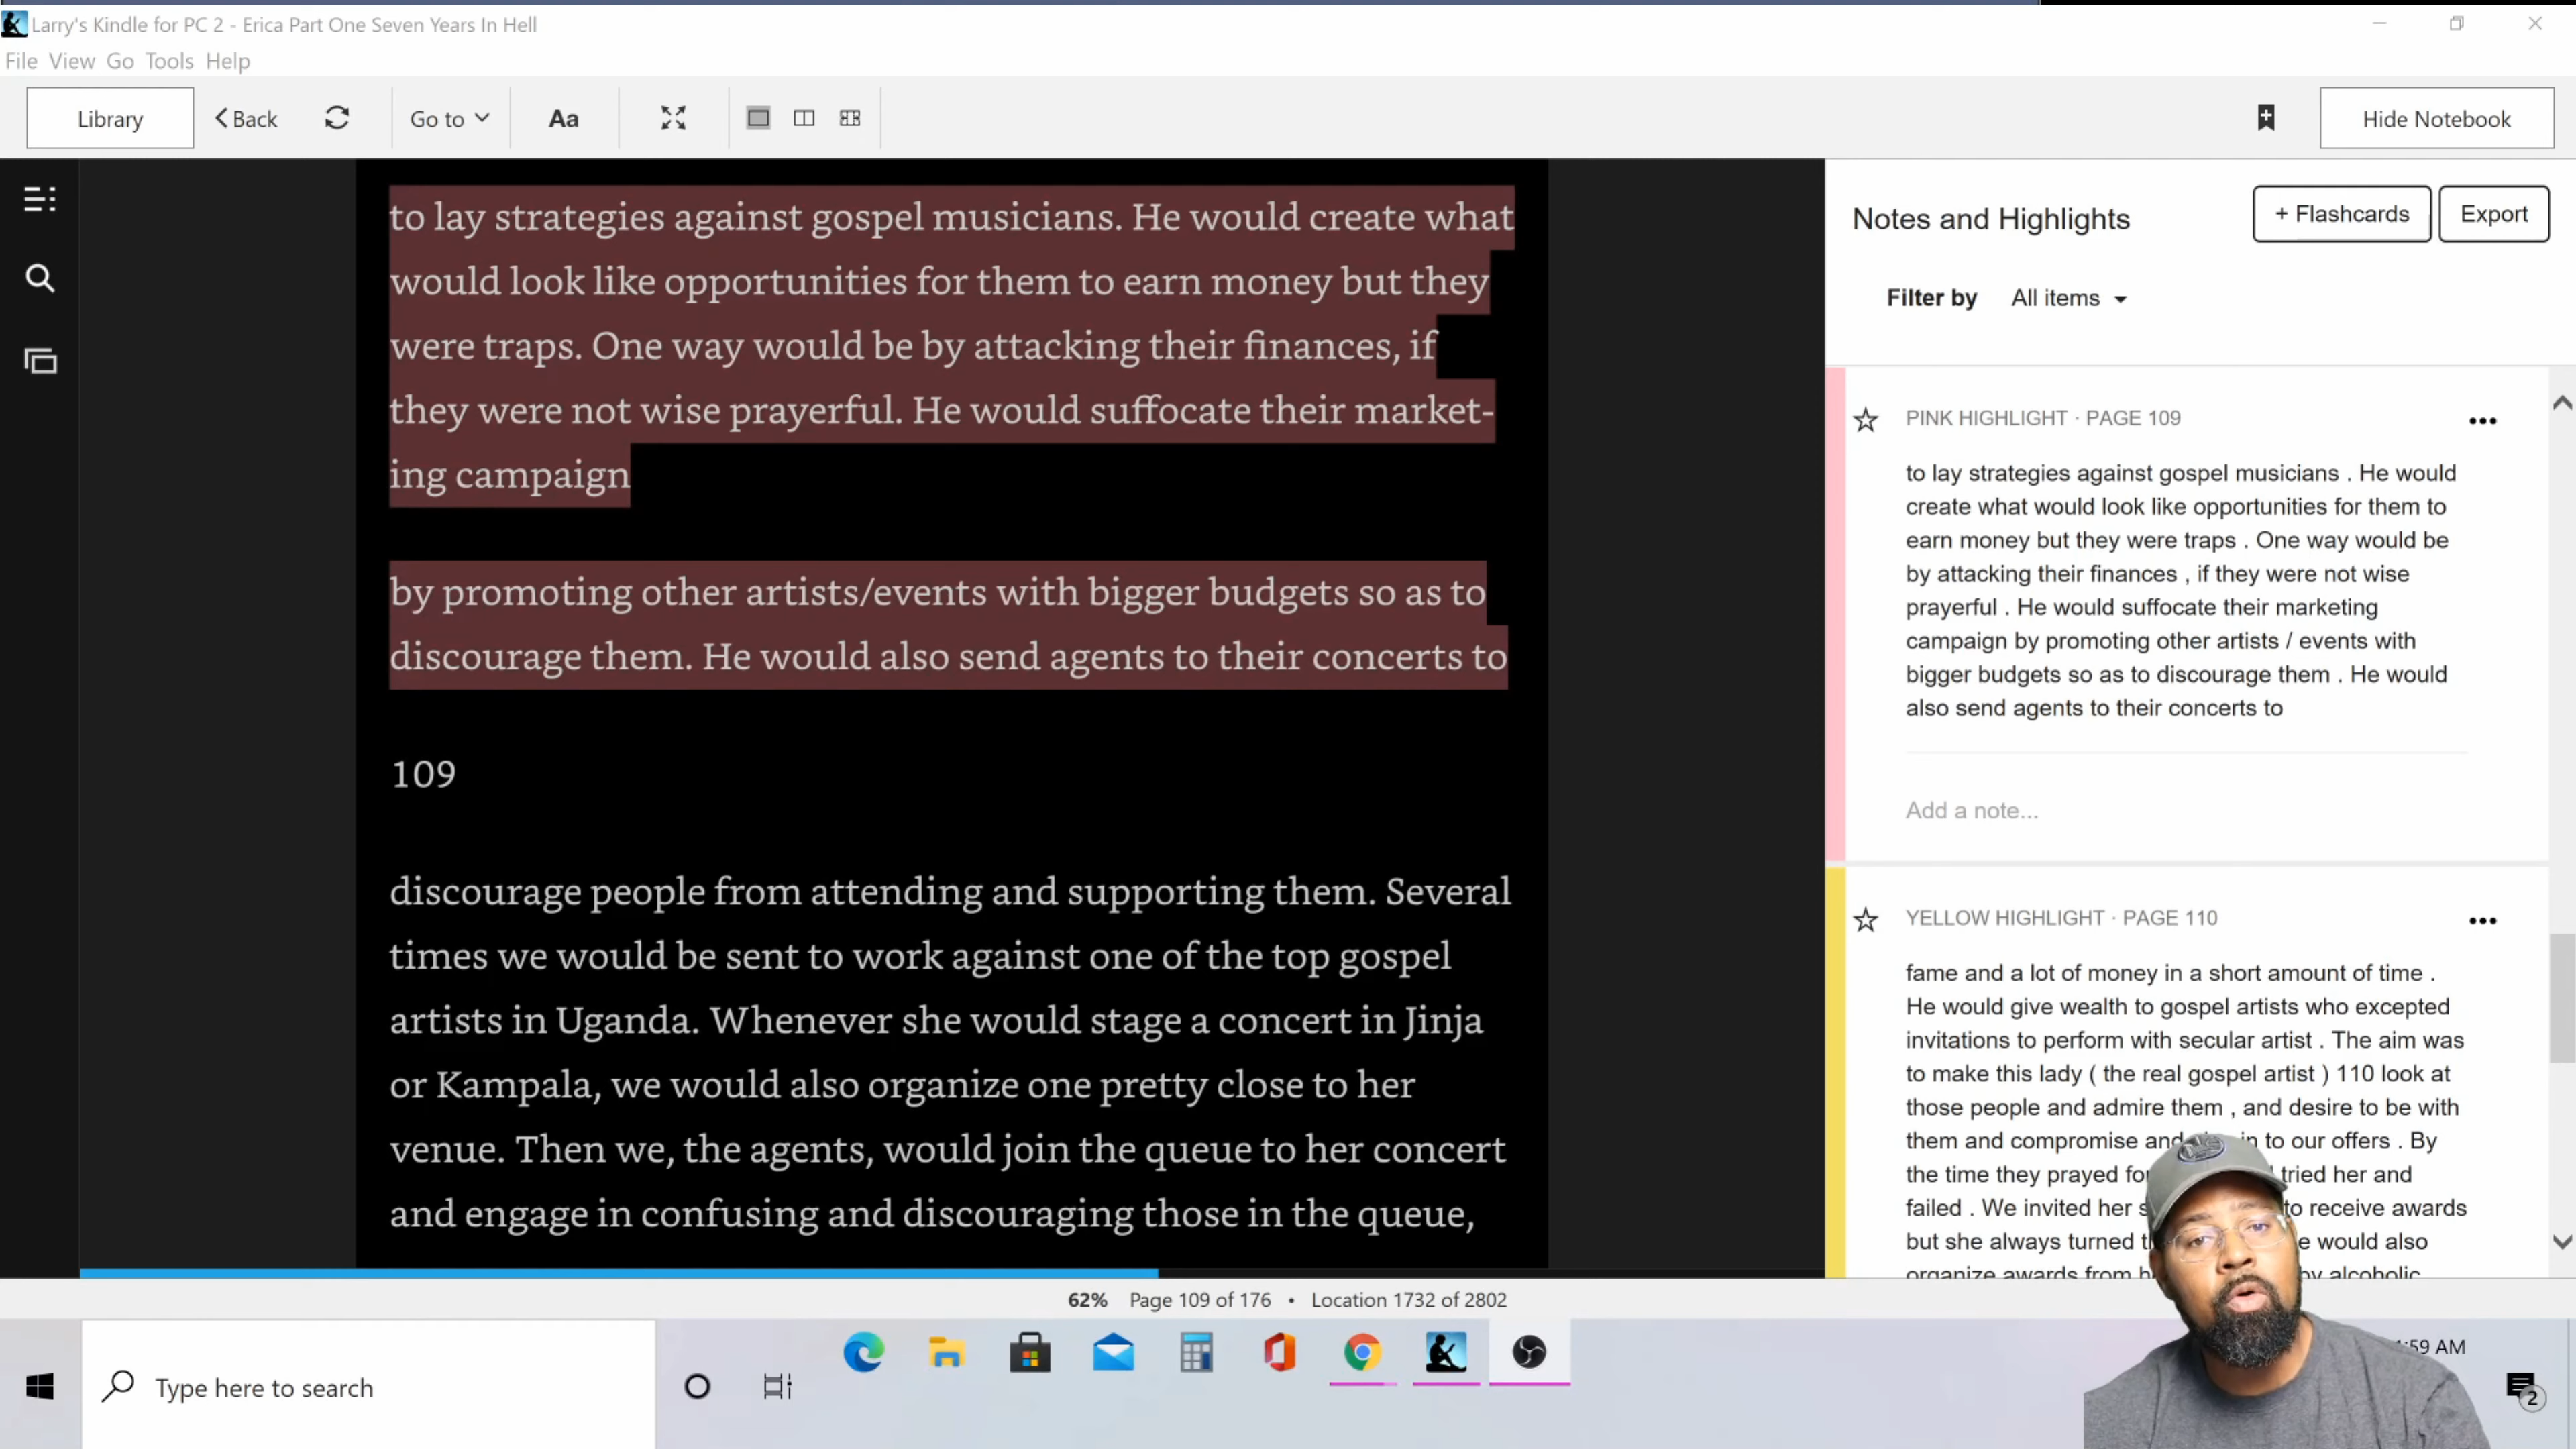 Larry's Kindle for PC 2 - Erica Part One Seven Years In Hell
File View Go Tools Help
Library
Back
Go to
Aa
Hide Notebook
to lay strategies against gospel musicians. He would create what
would look like opportunities for them to earn money but they
were traps. One way would be by attacking their finances, if
they were not wise prayerful. He would suffocate their market-
ing campaign
by promoting other artists/events with bigger budgets so as to
discourage them. He would also send agents to their concerts to
109
discourage people from attending and supporting them. Several
times we would be sent to work against one of the top gospel
artists in Uganda. Whenever she would stage a concert in Jinja
or Kampala, we would also organize one pretty close to her
venue. Then we, the agents, would join the queue to her concert
and engage in confusing and discouraging those in the queue,
Notes and Highlights
+ Flashcards
Export
Filter by All items
PINK HIGHLIGHT · PAGE 109
to lay strategies against gospel musicians . He would
create what would look like opportunities for them to
earn money but they were traps . One way would be
by attacking their finances , if they were not wise
prayerful . He would suffocate their marketing
campaign by promoting other artists / events with
bigger budgets so as to discourage them . He would
also send agents to their concerts to
Add a note...
YELLOW HIGHLIGHT · PAGE 110
fame and a lot of money in a short amount of time .
He would give wealth to gospel artists who excepted
invitations to perform with secular artist . The aim was
to make this lady ( the real gospel artist ) 110 look at
those people and admire them , and desire to be with
them and compromise and in to our offers . By
the time they prayed tried her and
failed . We invited her to receive awards
but she always turned would also
organize awards from by alcoholic
62% Page 109 of 176 • Location 1732 of 2802
Type here to search
:59 AM
2